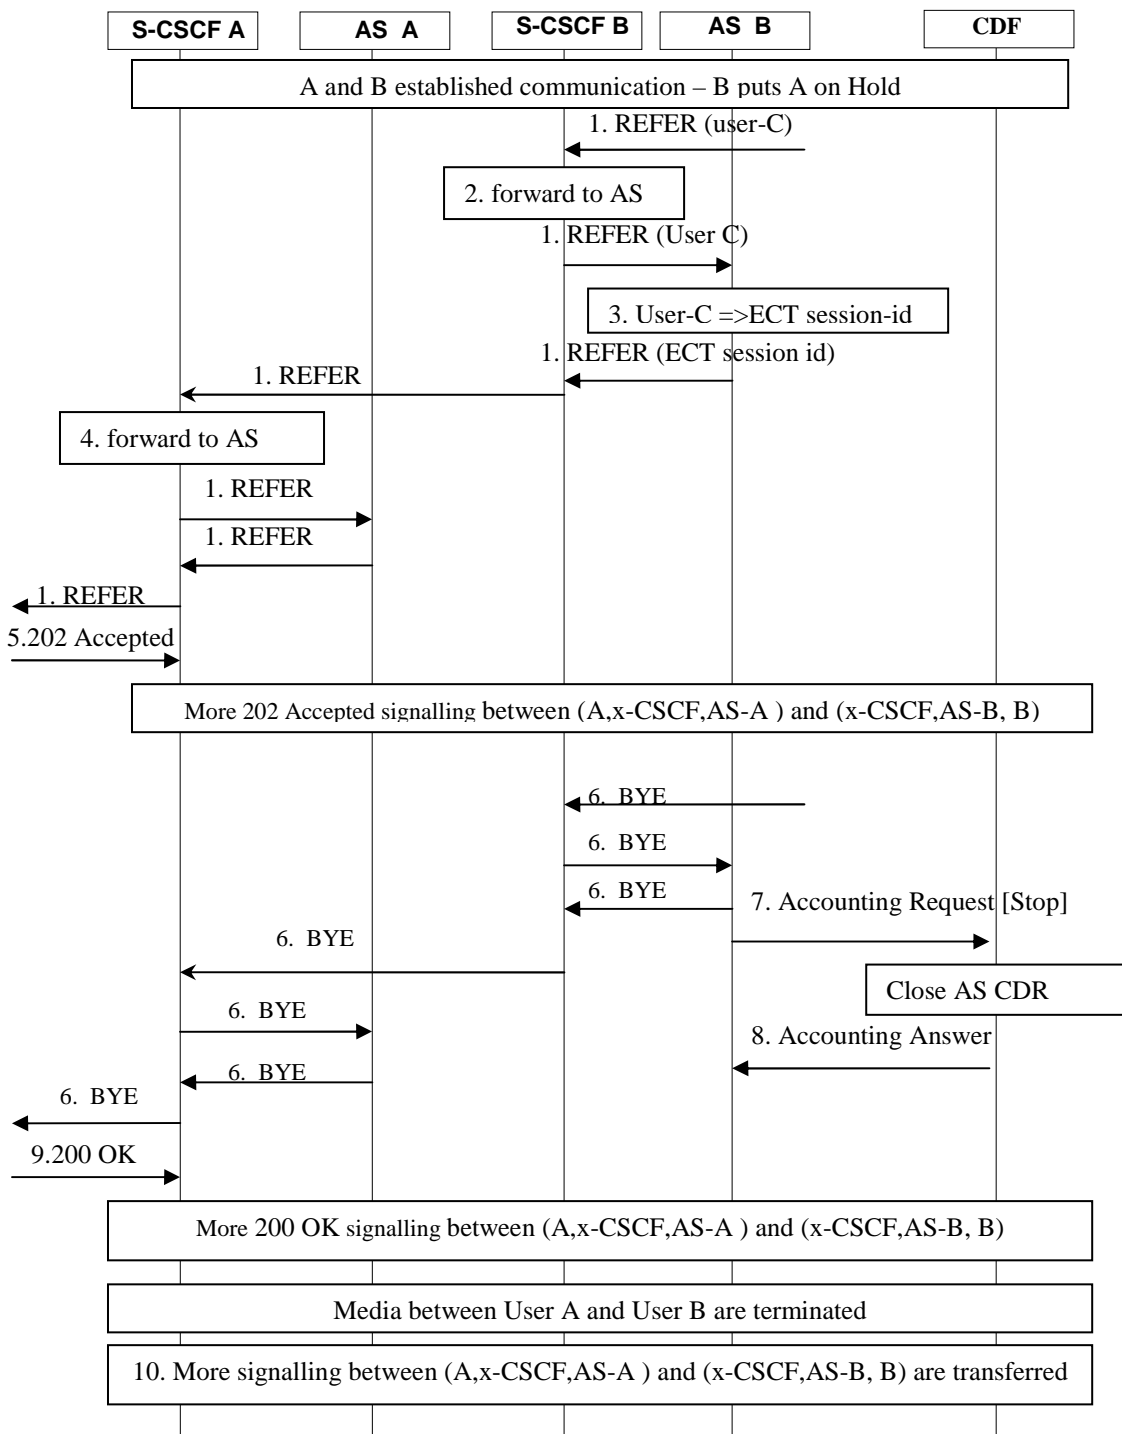 S-CSCF A
AS A
S-CSCF B
AS B
CDF
A and B established communication – B puts A on Hold
1. REFER (user-C)
2. forward to AS
1. REFER (User C)
3. User-C =>ECT session-id
1. REFER (ECT session id)
1. REFER
4. forward to AS
1. REFER
1. REFER
1. REFER
5.202 Accepted
More 202 Accepted signalling between (A,x-CSCF,AS-A ) and (x-CSCF,AS-B, B)
6. BYE
6. BYE
6. BYE
7. Accounting Request [Stop]
6. BYE
Close AS CDR
6. BYE
8. Accounting Answer
6. BYE
6. BYE
9.200 OK
More 200 OK signalling between (A,x-CSCF,AS-A ) and (x-CSCF,AS-B, B)
Media between User A and User B are terminated
10. More signalling between (A,x-CSCF,AS-A ) and (x-CSCF,AS-B, B) are transferred